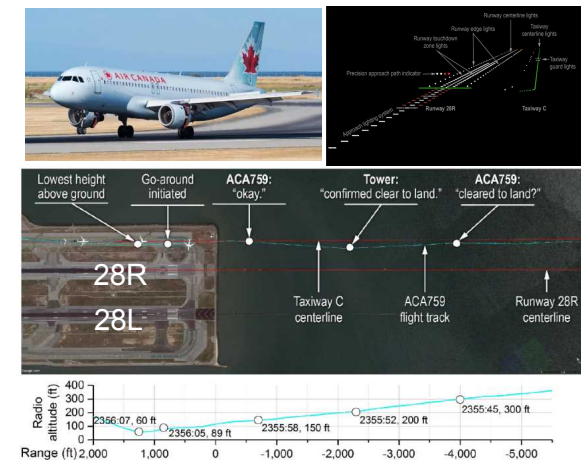 AIR CANADA
Runway centerline lights
Runway edge lights
Runway touchdown
zone lights
Taxiway
centerline lights
Taxiway
guard lights
Precision approach path indicator
Approach lighting system
Runway 28R
Taxiway C
Lowest height
above ground
Go-around
initiated
ACA759:
"okay."
Tower:
"confirmed clear to land."
ACA759:
"cleared to land?"
28R
28L
Taxiway C
centerline
ACA759
flight track
Runway 28R
centerline
Radio
altitude (ft)
400
300
200
100
0
2356:07, 60 ft
2356:05, 89 ft
2355:58, 150 ft
2355:52, 200 ft
2355:45, 300 ft
Range (ft) 2,000 1,000 0 -1,000 -2,000 -3,000 -4,000 -5,000